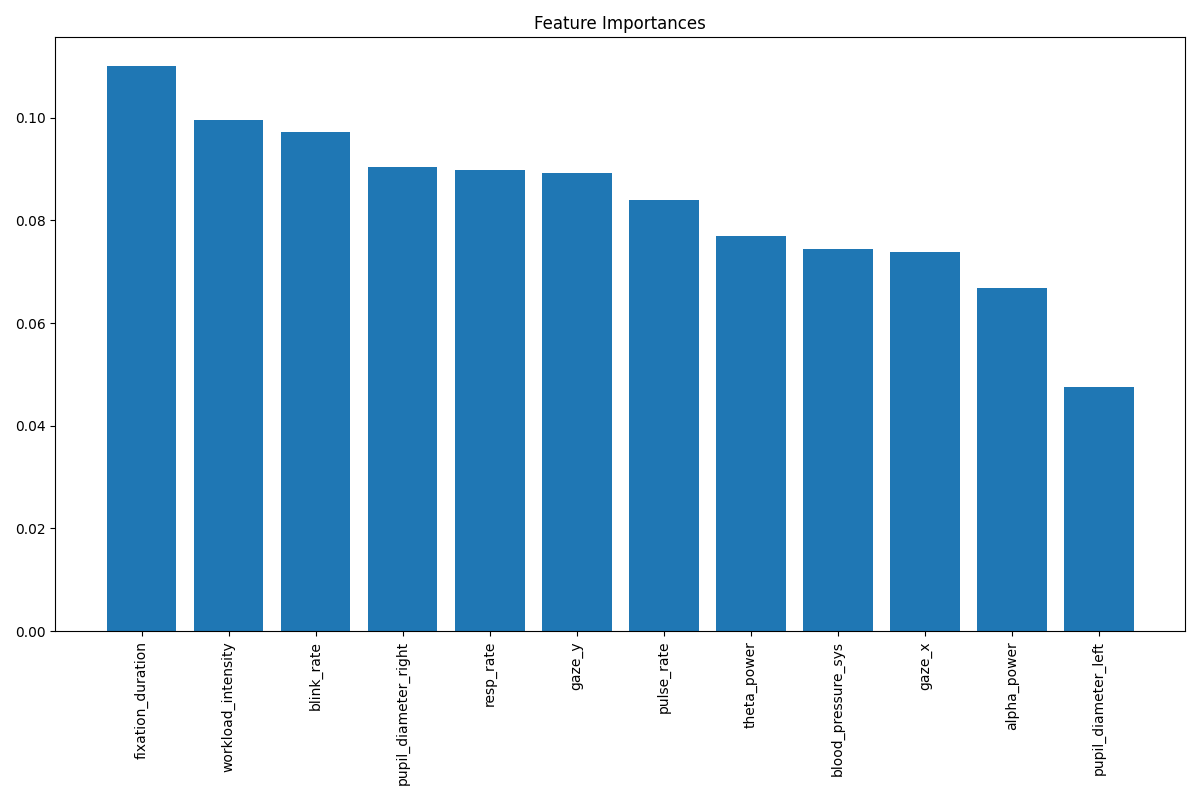 Feature Importances
0.10
0.08
0.06
0.04
0.02
0.00
fixation_duration
workload_intensity
blink_rate
pupil_diameter_right
resp_rate
gaze_y
pulse_rate
theta_power
blood_pressure_sys
gaze_x
alpha_power
pupil_diameter_left